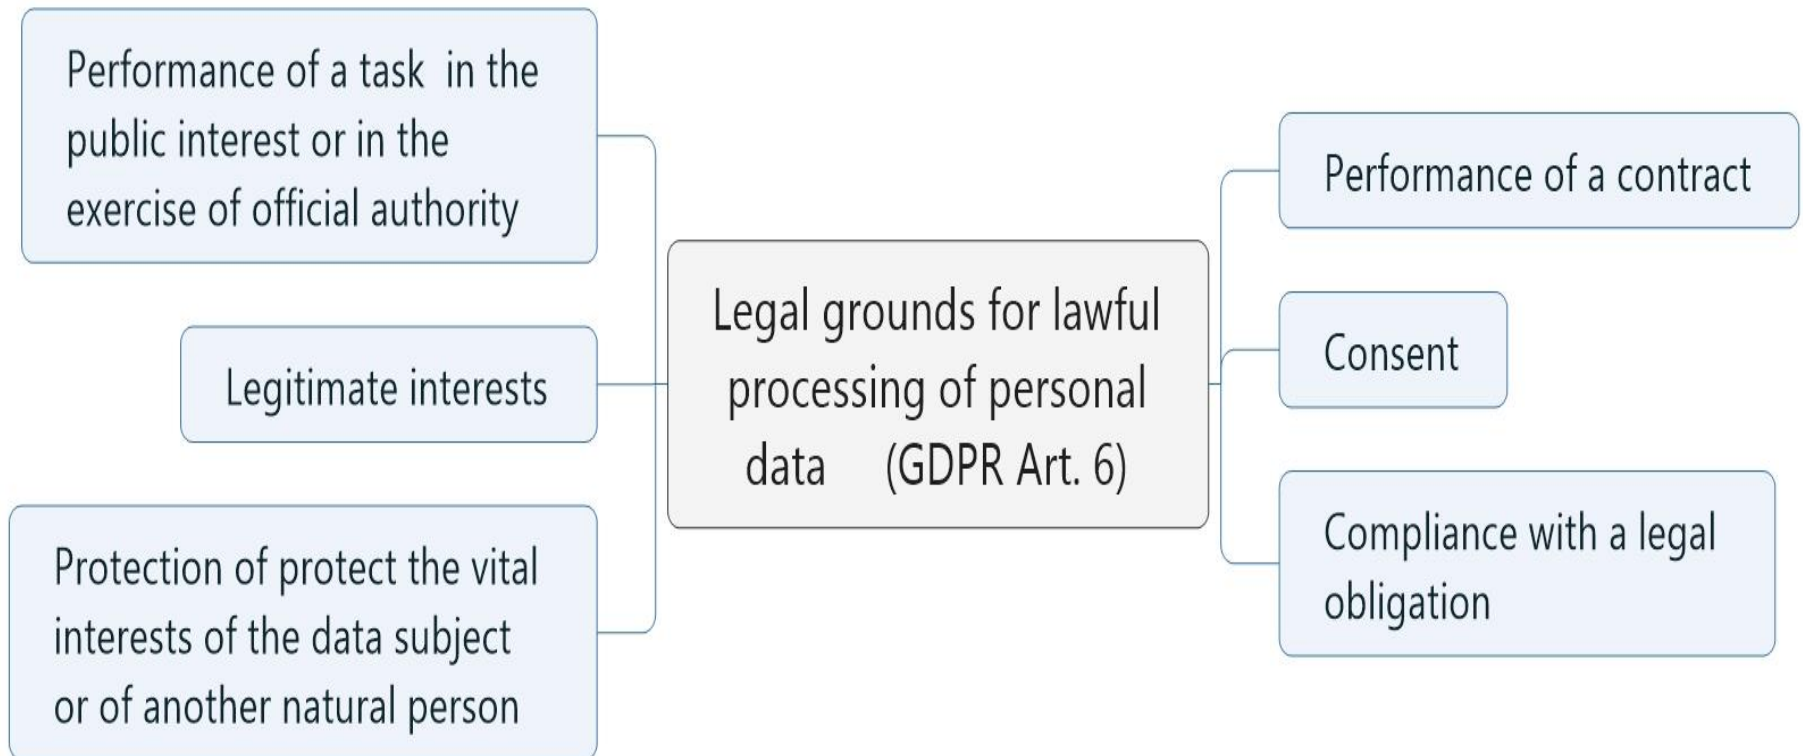 Performance of a task  in the
public interest or in the
exercise of official authority
Legitimate interests
Protection of protect the vital
interests of the data subject
or of another natural person
Legal grounds for lawful
processing of personal
data     (GDPR Art. 6)
Performance of a contract
Consent
Compliance with a legal
obligation